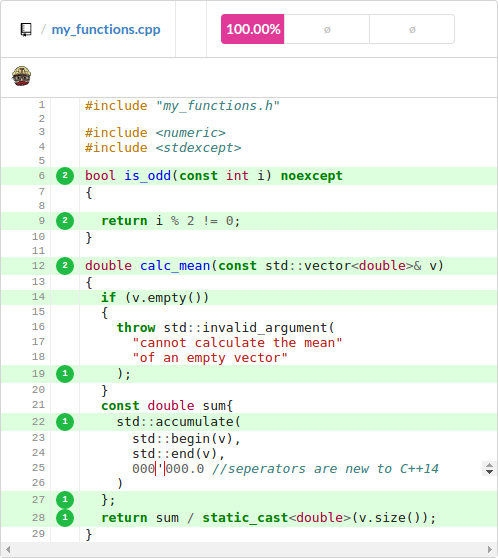 / my_functions.cpp 100.00% ø ø
1 #include "my_functions.h"
2
3 #include <numeric>
4 #include <stdexcept>
5
6 2 bool is_odd(const int i) noexcept
7 {
8
9 2 return i % 2 != 0;
10 }
11
12 2 double calc_mean(const std::vector<double>& v)
13 {
14 if (v.empty())
15 {
16 throw std::invalid_argument(
17 "cannot calculate the mean"
18 "of an empty vector"
19 1 );
20 }
21 const double sum{
22 1 std::accumulate(
23 std::begin(v),
24 std::end(v),
25 000'000.0 //seperators are new to C++14
26 )
27 1 };
28 1 return sum / static_cast<double>(v.size());
29 }